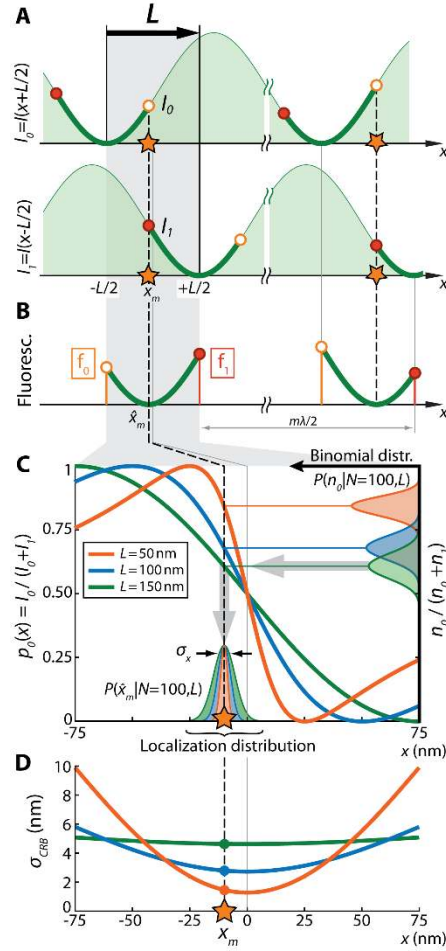 A
L
I₀=I(x+L/2)
I₀
x
I₁=I(x-L/2)
I₁
-L/2
xₘ
+L/2
x
B
Fluoresc.
f₀
f₁
x̂ₘ
mλ/2
x
C
Binomial distr.
P(n₀|N=100,L)
p₀(x) = I₀ / (I₀+I₁)
1
0.75
0.50
0.25
0
L = 50 nm
L = 100 nm
L = 150 nm
n₀ / (n₀ + n₁)
σₓ
P(x̂ₘ|N=100,L)
-75
-25
0
25
75
x (nm)
Localization distribution
D
σCRB (nm)
10
8
6
4
2
0
-75
-50
-25
0
25
50
75
xₘ
x (nm)